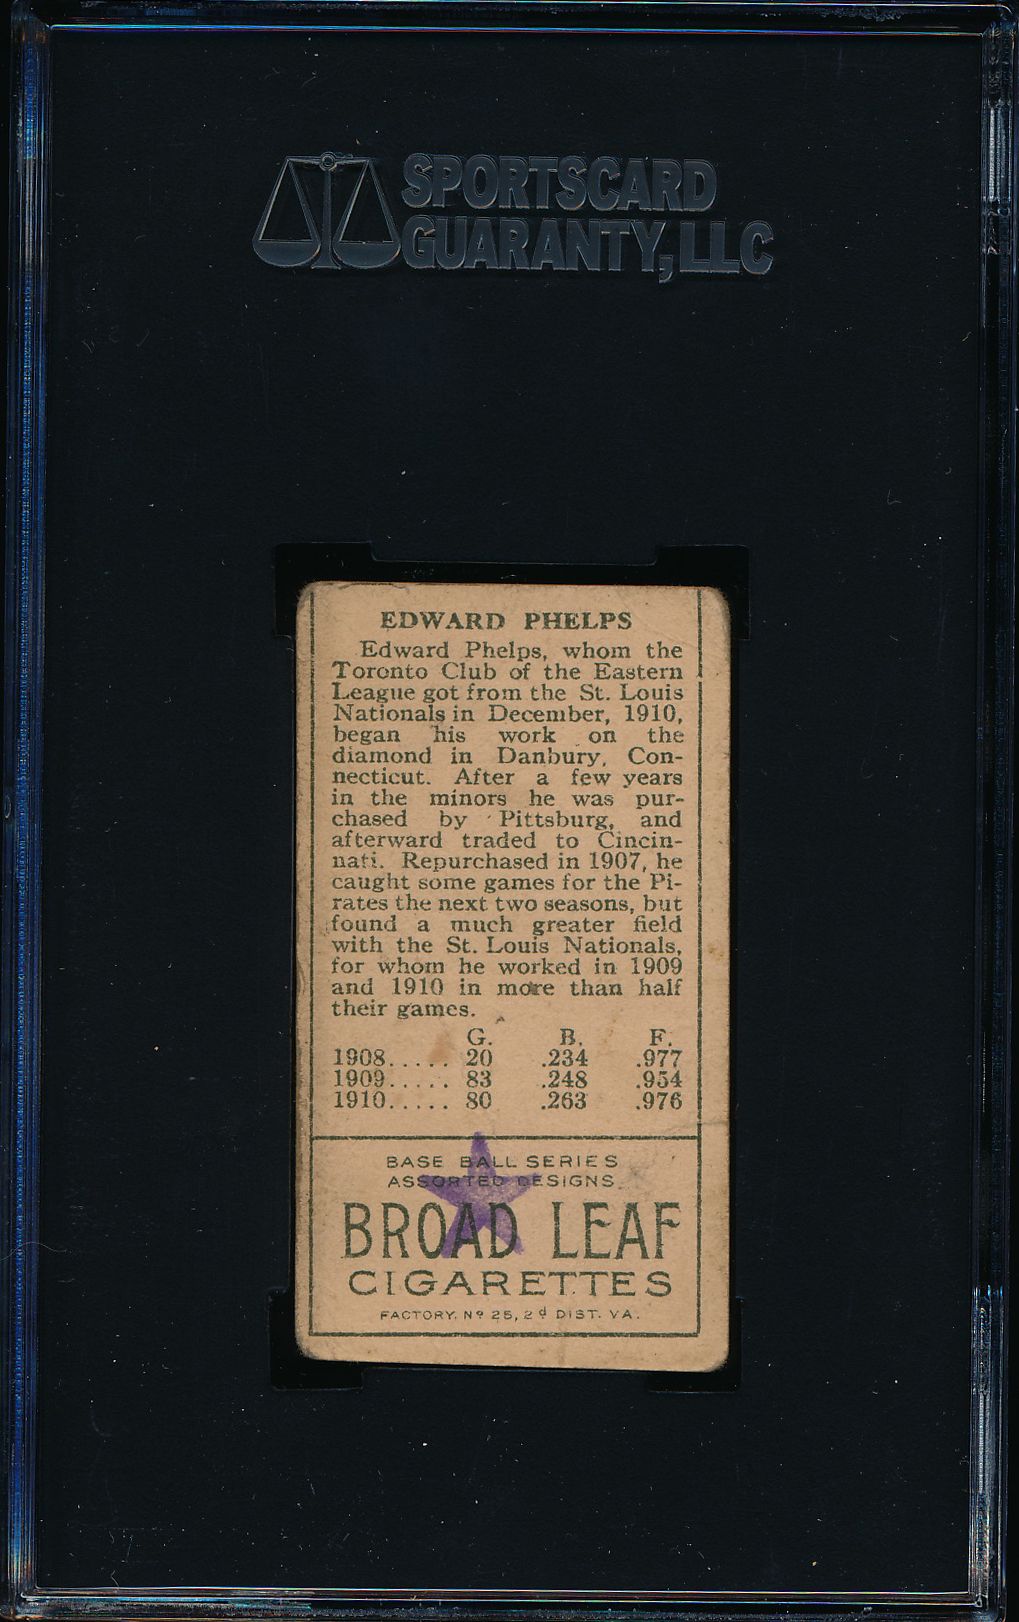 SPORTSCARD
GUARANTY, LLC
EDWARD PHELPS
Edward Phelps, whom the
Toronto Club of the Eastern
League got from the St. Louis
Nationals in December, 1910,
began his work on the
diamond in Danbury, Con-
necticut. After a few years
in the minors he was pur-
chased by Pittsburg, and
afterward traded to Cincin-
nati. Repurchased in 1907, he
caught some games for the Pi-
rates the next two seasons, but
found a much greater field
with the St. Louis Nationals,
for whom he worked in 1909
and 1910 in more than half
their games.
G. B. F.
1908..... 20 .234 .977
1909..... 83 .248 .954
1910..... 80 .263 .976
BASE BALL SERIES
ASSORTED DESIGNS
BROAD LEAF
CIGARETTES
FACTORY. Nº 25, 2d DIST. VA.